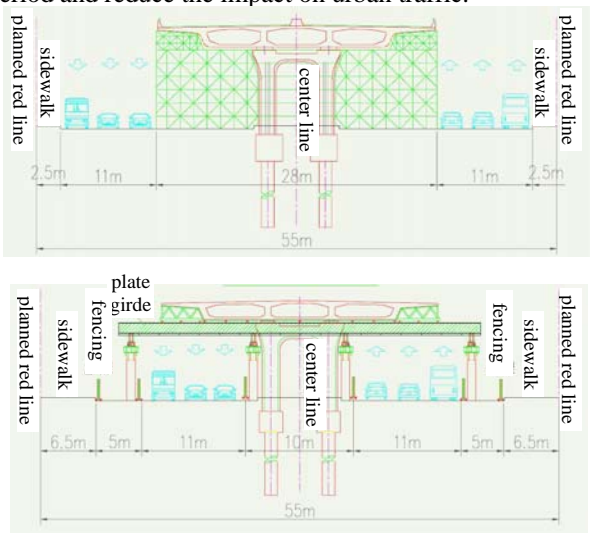 eriod and reduce the impact on urban traffic.
planned red line
sidewalk
center line
sidewalk
planned red line
2.5m
11m
28m
11m
2.5m
55m
plate
girde
planned red line
sidewalk
fencing
center line
fencing
sidewalk
planned red line
6.5m
5m
11m
10m
11m
5m
6.5m
55m